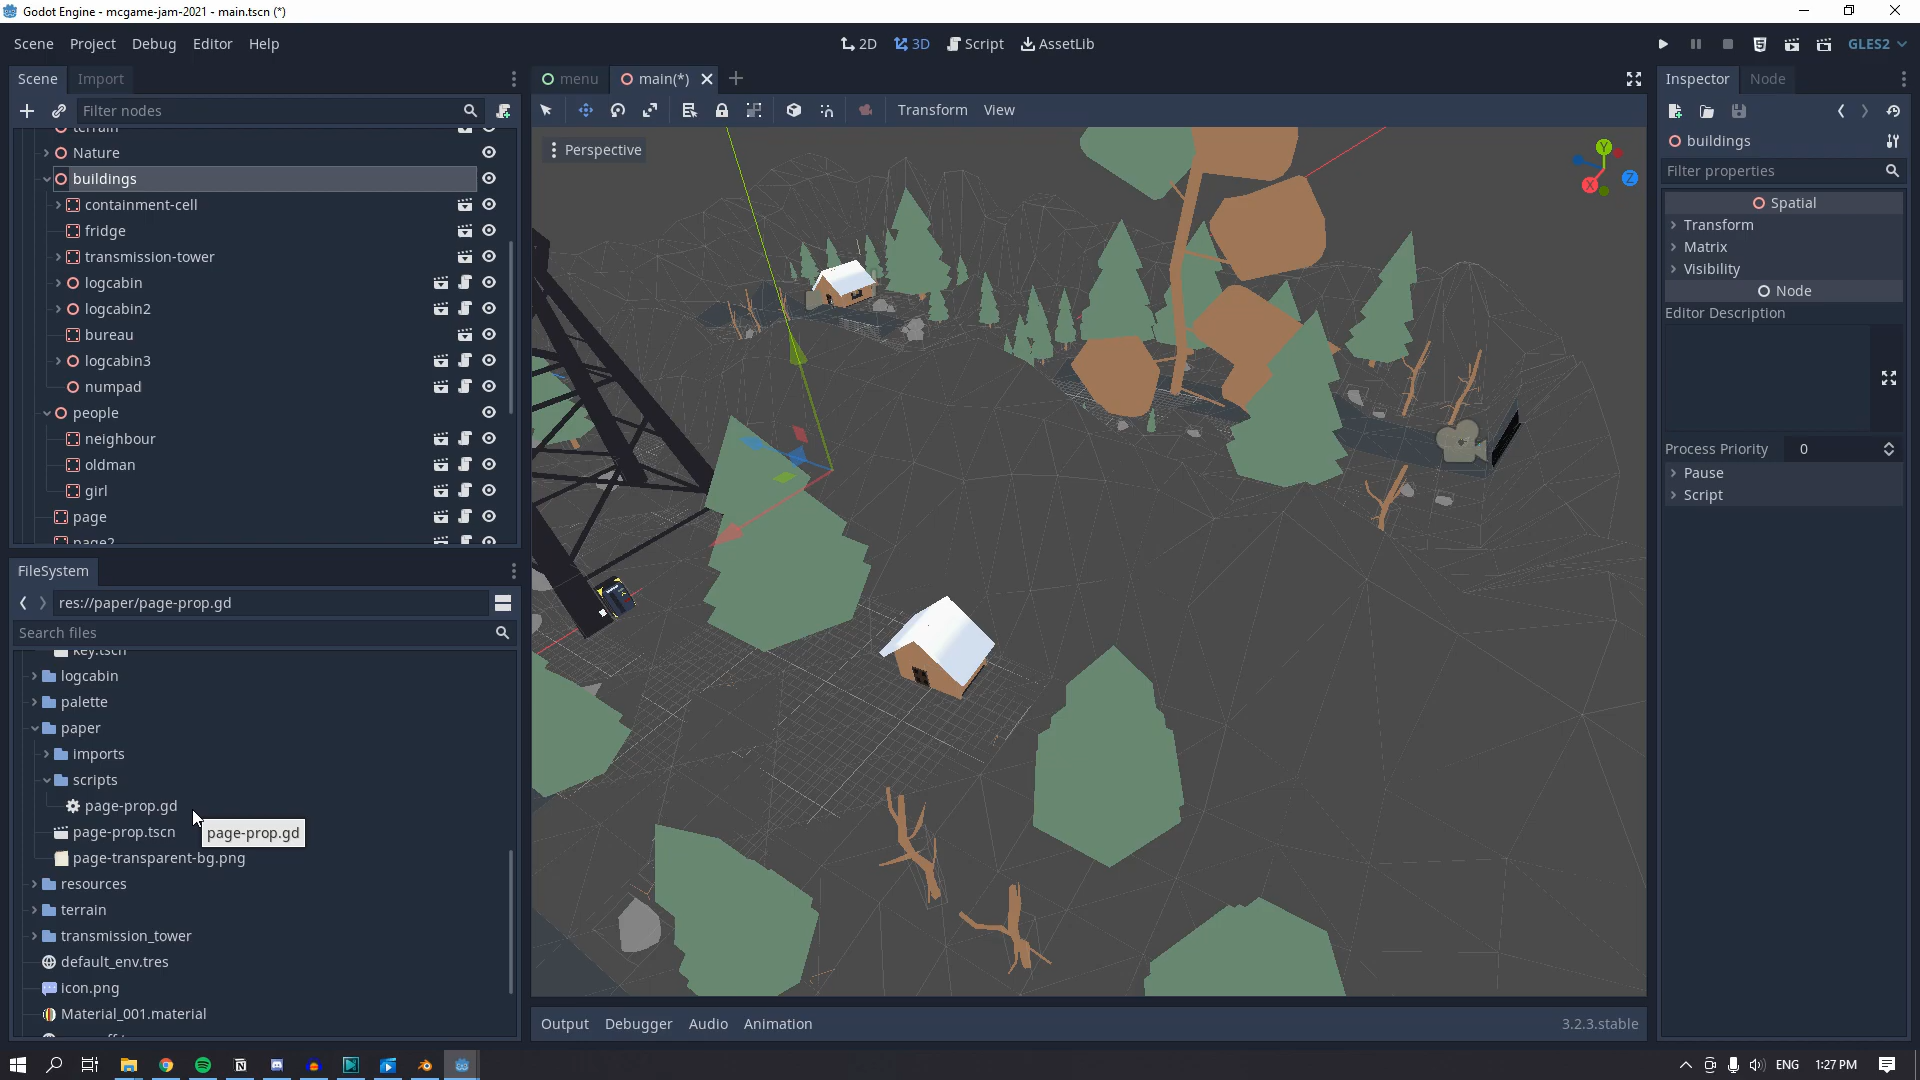 Godot Engine - mcgame-jam-2021 - main.tscn (*)
Scene Project Debug Editor Help
2D 3D Script AssetLib
GLES2
Scene Import
menu main(*)
Inspector Node
Filter nodes
Transform View
terrain
Nature
buildings
containment-cell
fridge
transmission-tower
logcabin
logcabin2
bureau
logcabin3
numpad
people
neighbour
oldman
girl
page
page2
Perspective
Y
X
Z
buildings
Filter properties
Spatial
Transform
Matrix
Visibility
Node
Editor Description
Process Priority 0
Pause
Script
FileSystem
res://paper/page-prop.gd
Search files
key.tscn
logcabin
palette
paper
imports
scripts
page-prop.gd
page-prop.tscn
page-prop.gd
page-transparent-bg.png
resources
terrain
transmission_tower
default_env.tres
icon.png
Material_001.material
Output Debugger Audio Animation
3.2.3.stable
ENG 1:27 PM